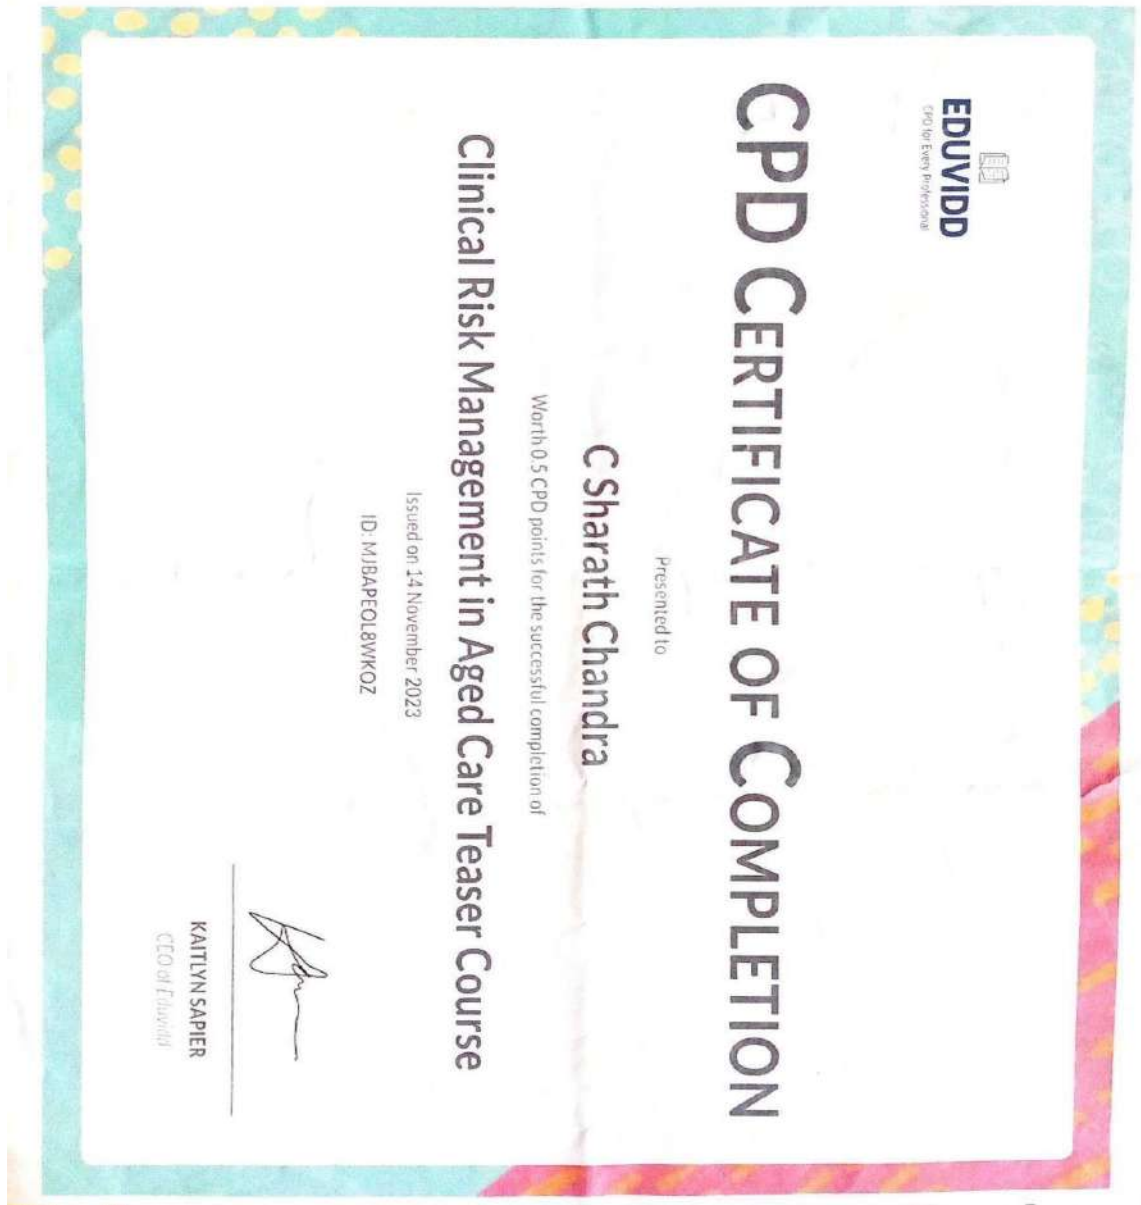 EDUVIDD
CPD for Every Professional
CPD CERTIFICATE OF COMPLETION
Presented to
C Sharath Chandra
Worth 0.5 CPD points for the successful completion of
Clinical Risk Management in Aged Care Teaser Course
Issued on 14 November 2023
ID: MJBAPEOL8WKOZ
KAITLYN SAPIER
CEO of Eduvidd